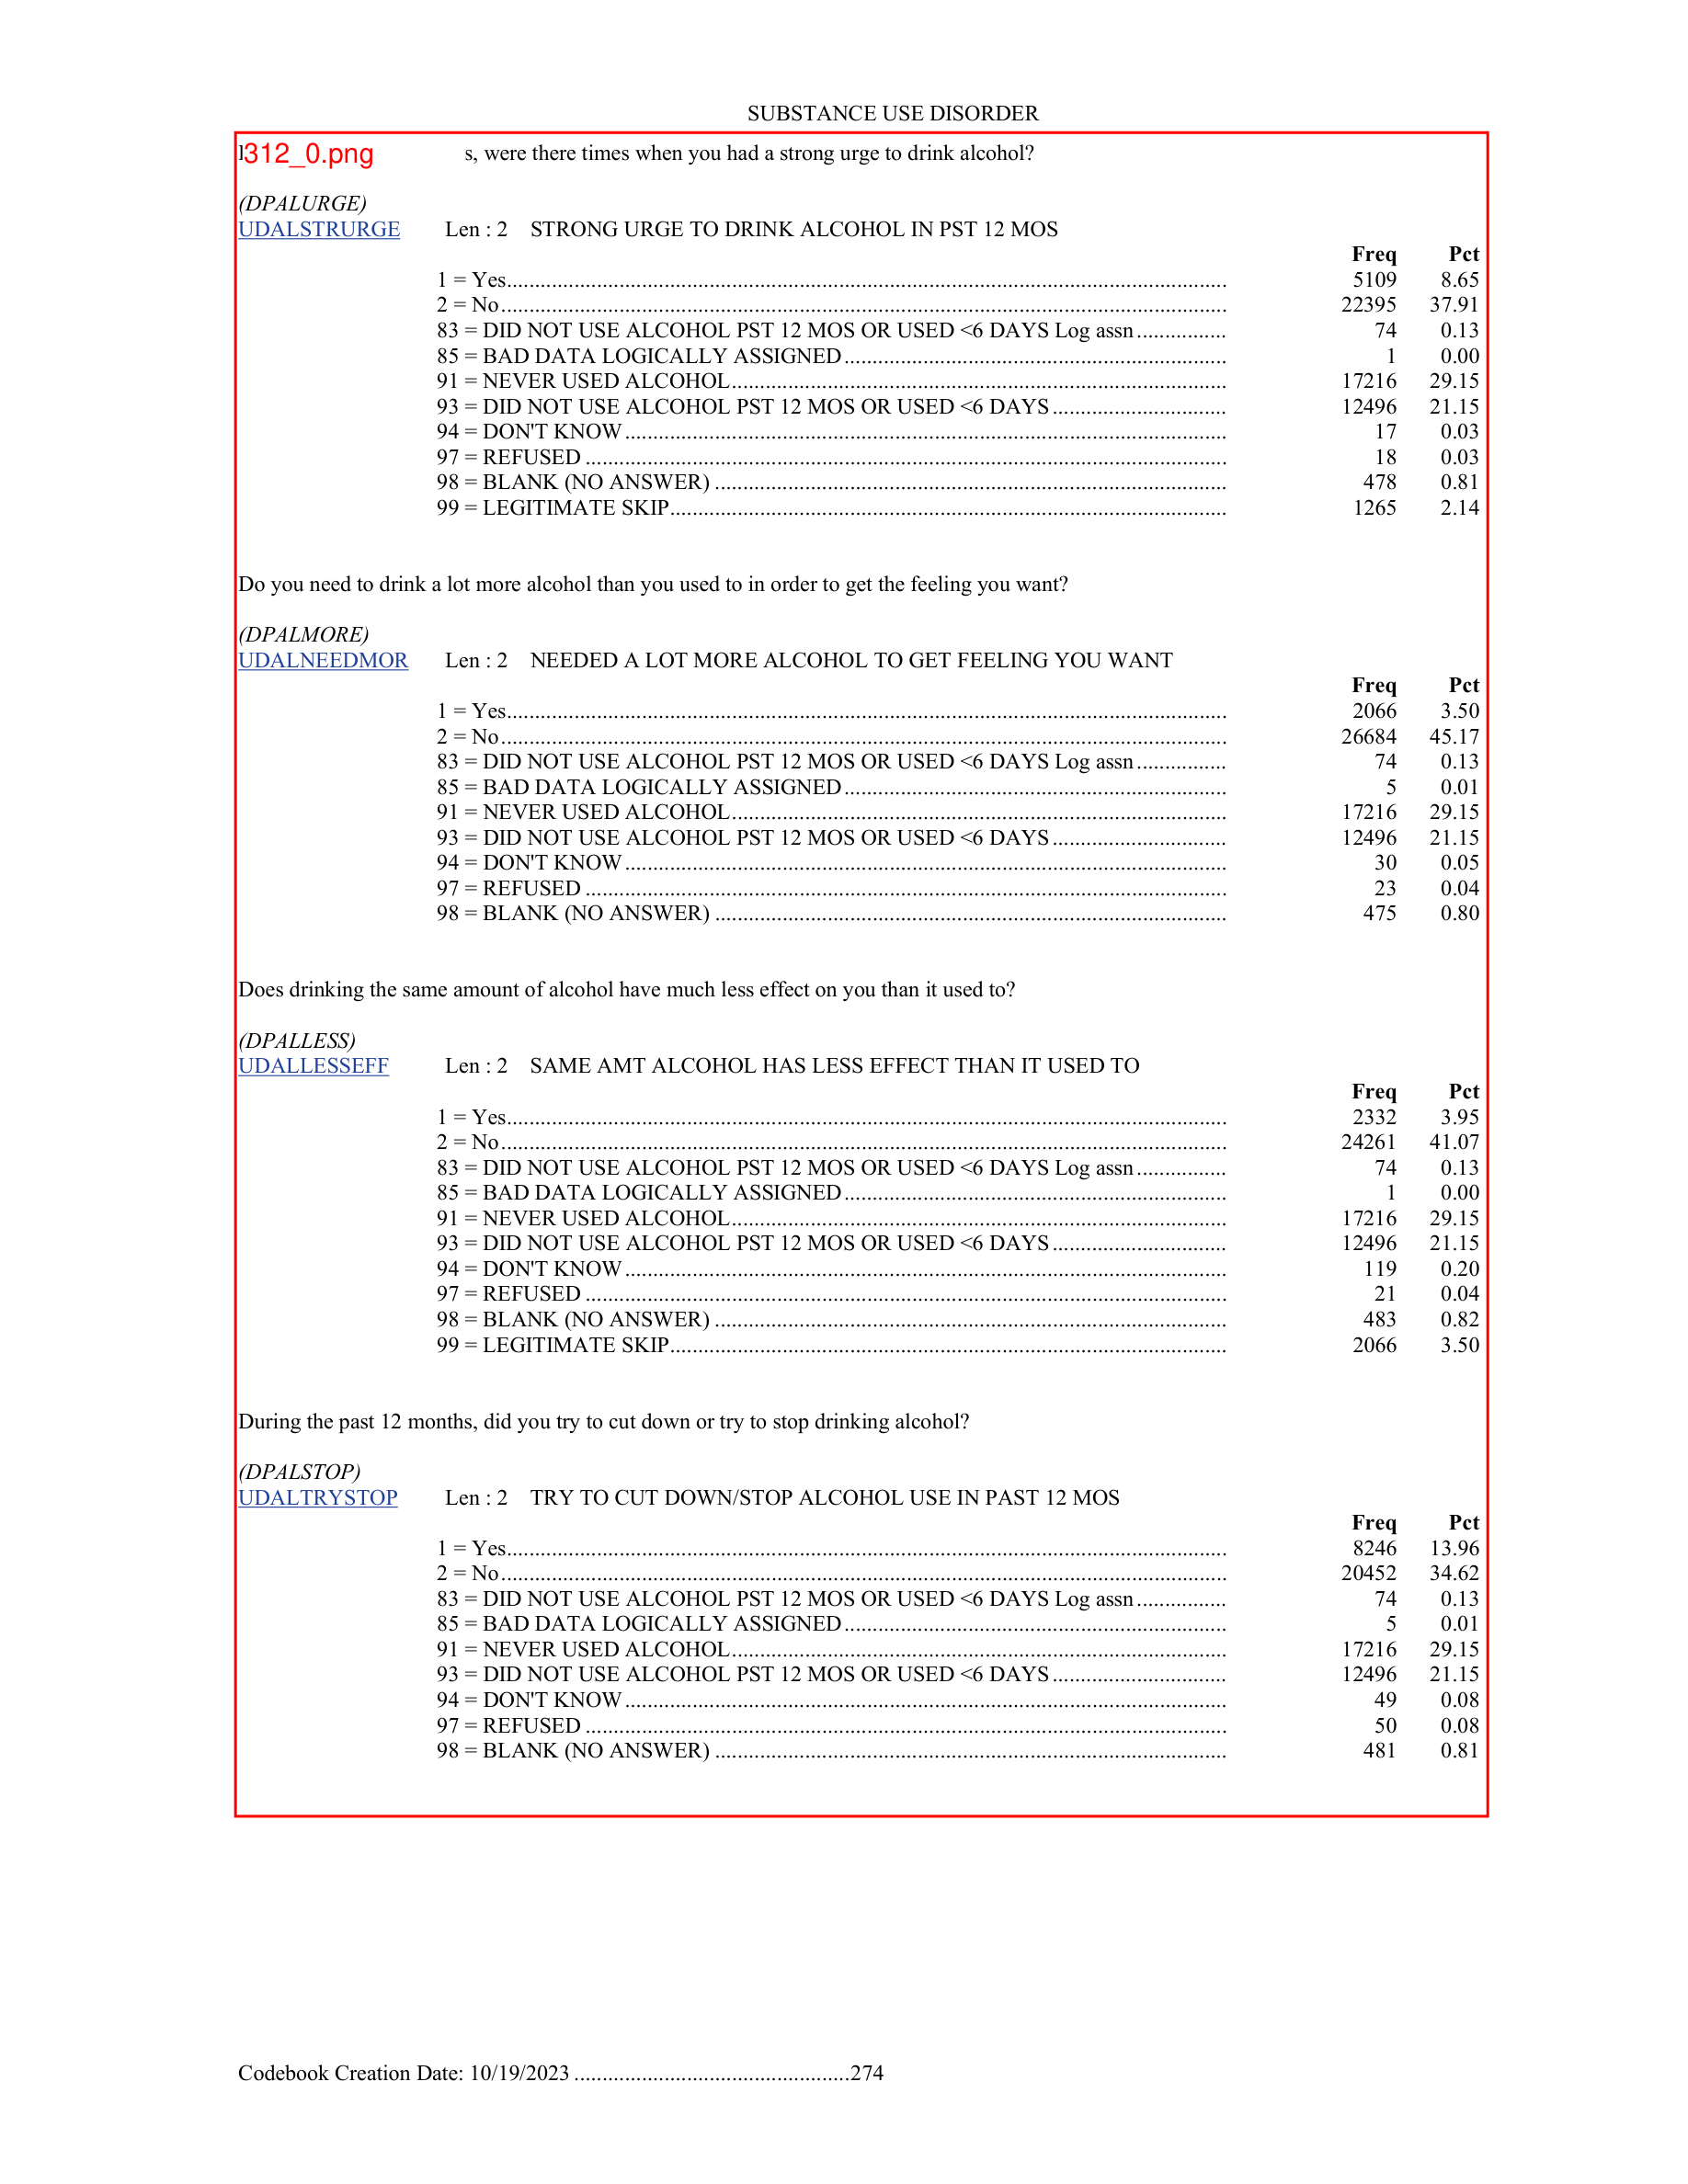 SUBSTANCE USE DISORDER
312_0.png s, were there times when you had a strong urge to drink alcohol?
(DPALURGE)
UDALSTRURGE Len : 2 STRONG URGE TO DRINK ALCOHOL IN PST 12 MOS
Freq Pct
1 = Yes 5109 8.65
2 = No 22395 37.91
83 = DID NOT USE ALCOHOL PST 12 MOS OR USED <6 DAYS Log assn 74 0.13
85 = BAD DATA LOGICALLY ASSIGNED 1 0.00
91 = NEVER USED ALCOHOL 17216 29.15
93 = DID NOT USE ALCOHOL PST 12 MOS OR USED <6 DAYS 12496 21.15
94 = DON'T KNOW 17 0.03
97 = REFUSED 18 0.03
98 = BLANK (NO ANSWER) 478 0.81
99 = LEGITIMATE SKIP 1265 2.14
Do you need to drink a lot more alcohol than you used to in order to get the feeling you want?
(DPALMORE)
UDALNEEDMOR Len : 2 NEEDED A LOT MORE ALCOHOL TO GET FEELING YOU WANT
Freq Pct
1 = Yes 2066 3.50
2 = No 26684 45.17
83 = DID NOT USE ALCOHOL PST 12 MOS OR USED <6 DAYS Log assn 74 0.13
85 = BAD DATA LOGICALLY ASSIGNED 5 0.01
91 = NEVER USED ALCOHOL 17216 29.15
93 = DID NOT USE ALCOHOL PST 12 MOS OR USED <6 DAYS 12496 21.15
94 = DON'T KNOW 30 0.05
97 = REFUSED 23 0.04
98 = BLANK (NO ANSWER) 475 0.80
Does drinking the same amount of alcohol have much less effect on you than it used to?
(DPALLESS)
UDALLESSEFF Len : 2 SAME AMT ALCOHOL HAS LESS EFFECT THAN IT USED TO
Freq Pct
1 = Yes 2332 3.95
2 = No 24261 41.07
83 = DID NOT USE ALCOHOL PST 12 MOS OR USED <6 DAYS Log assn 74 0.13
85 = BAD DATA LOGICALLY ASSIGNED 1 0.00
91 = NEVER USED ALCOHOL 17216 29.15
93 = DID NOT USE ALCOHOL PST 12 MOS OR USED <6 DAYS 12496 21.15
94 = DON'T KNOW 119 0.20
97 = REFUSED 21 0.04
98 = BLANK (NO ANSWER) 483 0.82
99 = LEGITIMATE SKIP 2066 3.50
During the past 12 months, did you try to cut down or try to stop drinking alcohol?
(DPALSTOP)
UDALTRYSTOP Len : 2 TRY TO CUT DOWN/STOP ALCOHOL USE IN PAST 12 MOS
Freq Pct
1 = Yes 8246 13.96
2 = No 20452 34.62
83 = DID NOT USE ALCOHOL PST 12 MOS OR USED <6 DAYS Log assn 74 0.13
85 = BAD DATA LOGICALLY ASSIGNED 5 0.01
91 = NEVER USED ALCOHOL 17216 29.15
93 = DID NOT USE ALCOHOL PST 12 MOS OR USED <6 DAYS 12496 21.15
94 = DON'T KNOW 49 0.08
97 = REFUSED 50 0.08
98 = BLANK (NO ANSWER) 481 0.81
Codebook Creation Date: 10/19/2023 274